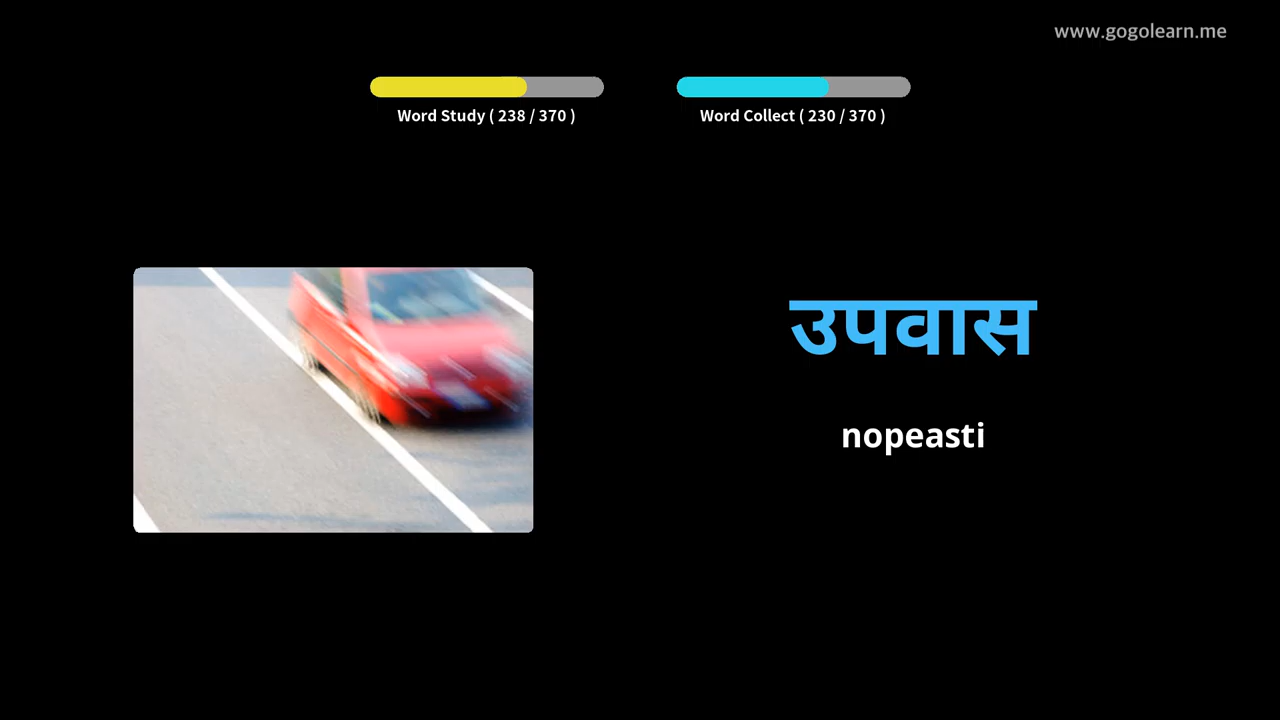 www.gogolearn.me
Word Study ( 238 / 370 )
Word Collect ( 230 / 370 )
उपवास
nopeasti